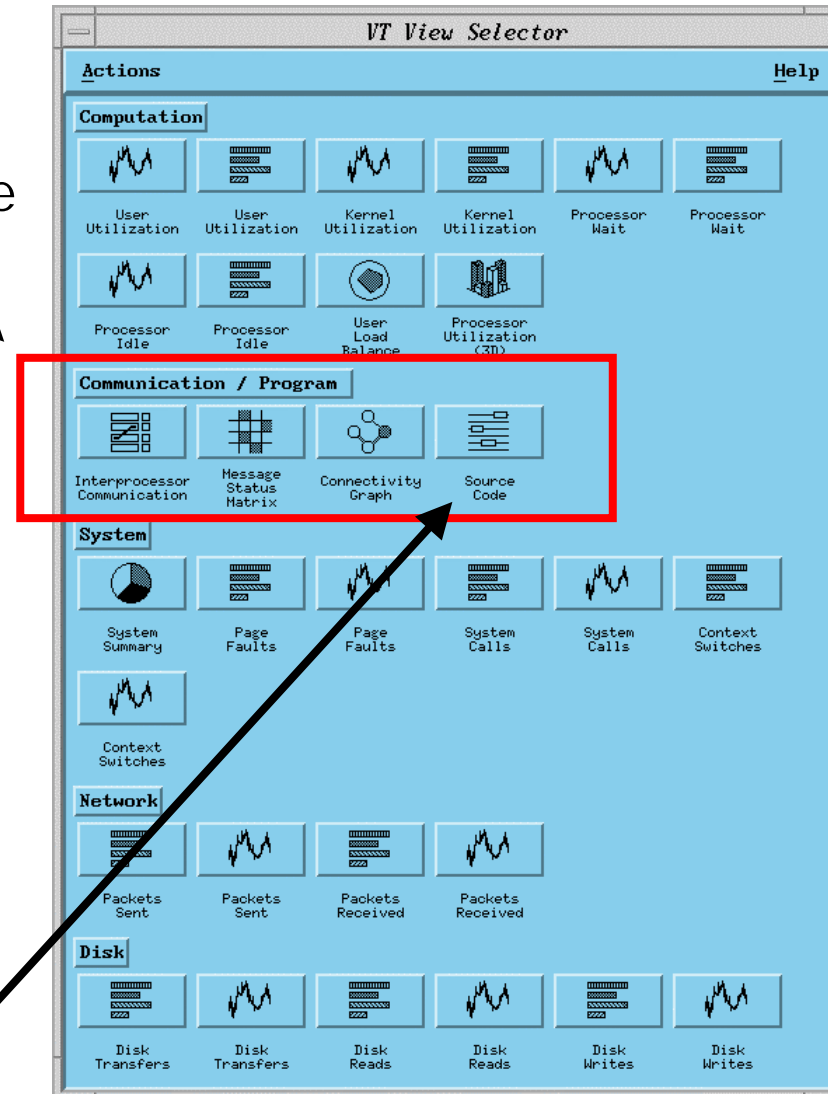 VT View Selector
Actions Help
Computation
e
User Utilization
User Utilization
Kernel Utilization
Kernel Utilization
Processor Wait
Processor Wait
Processor Idle
Processor Idle
User Load Balance
Processor Utilization (3D)
Communication / Program
Interprocessor Communication
Message Status Matrix
Connectivity Graph
Source Code
System
System Summary
Page Faults
Page Faults
System Calls
System Calls
Context Switches
Context Switches
Network
Packets Sent
Packets Sent
Packets Received
Packets Received
Disk
Disk Transfers
Disk Transfers
Disk Reads
Disk Reads
Disk Writes
Disk Writes